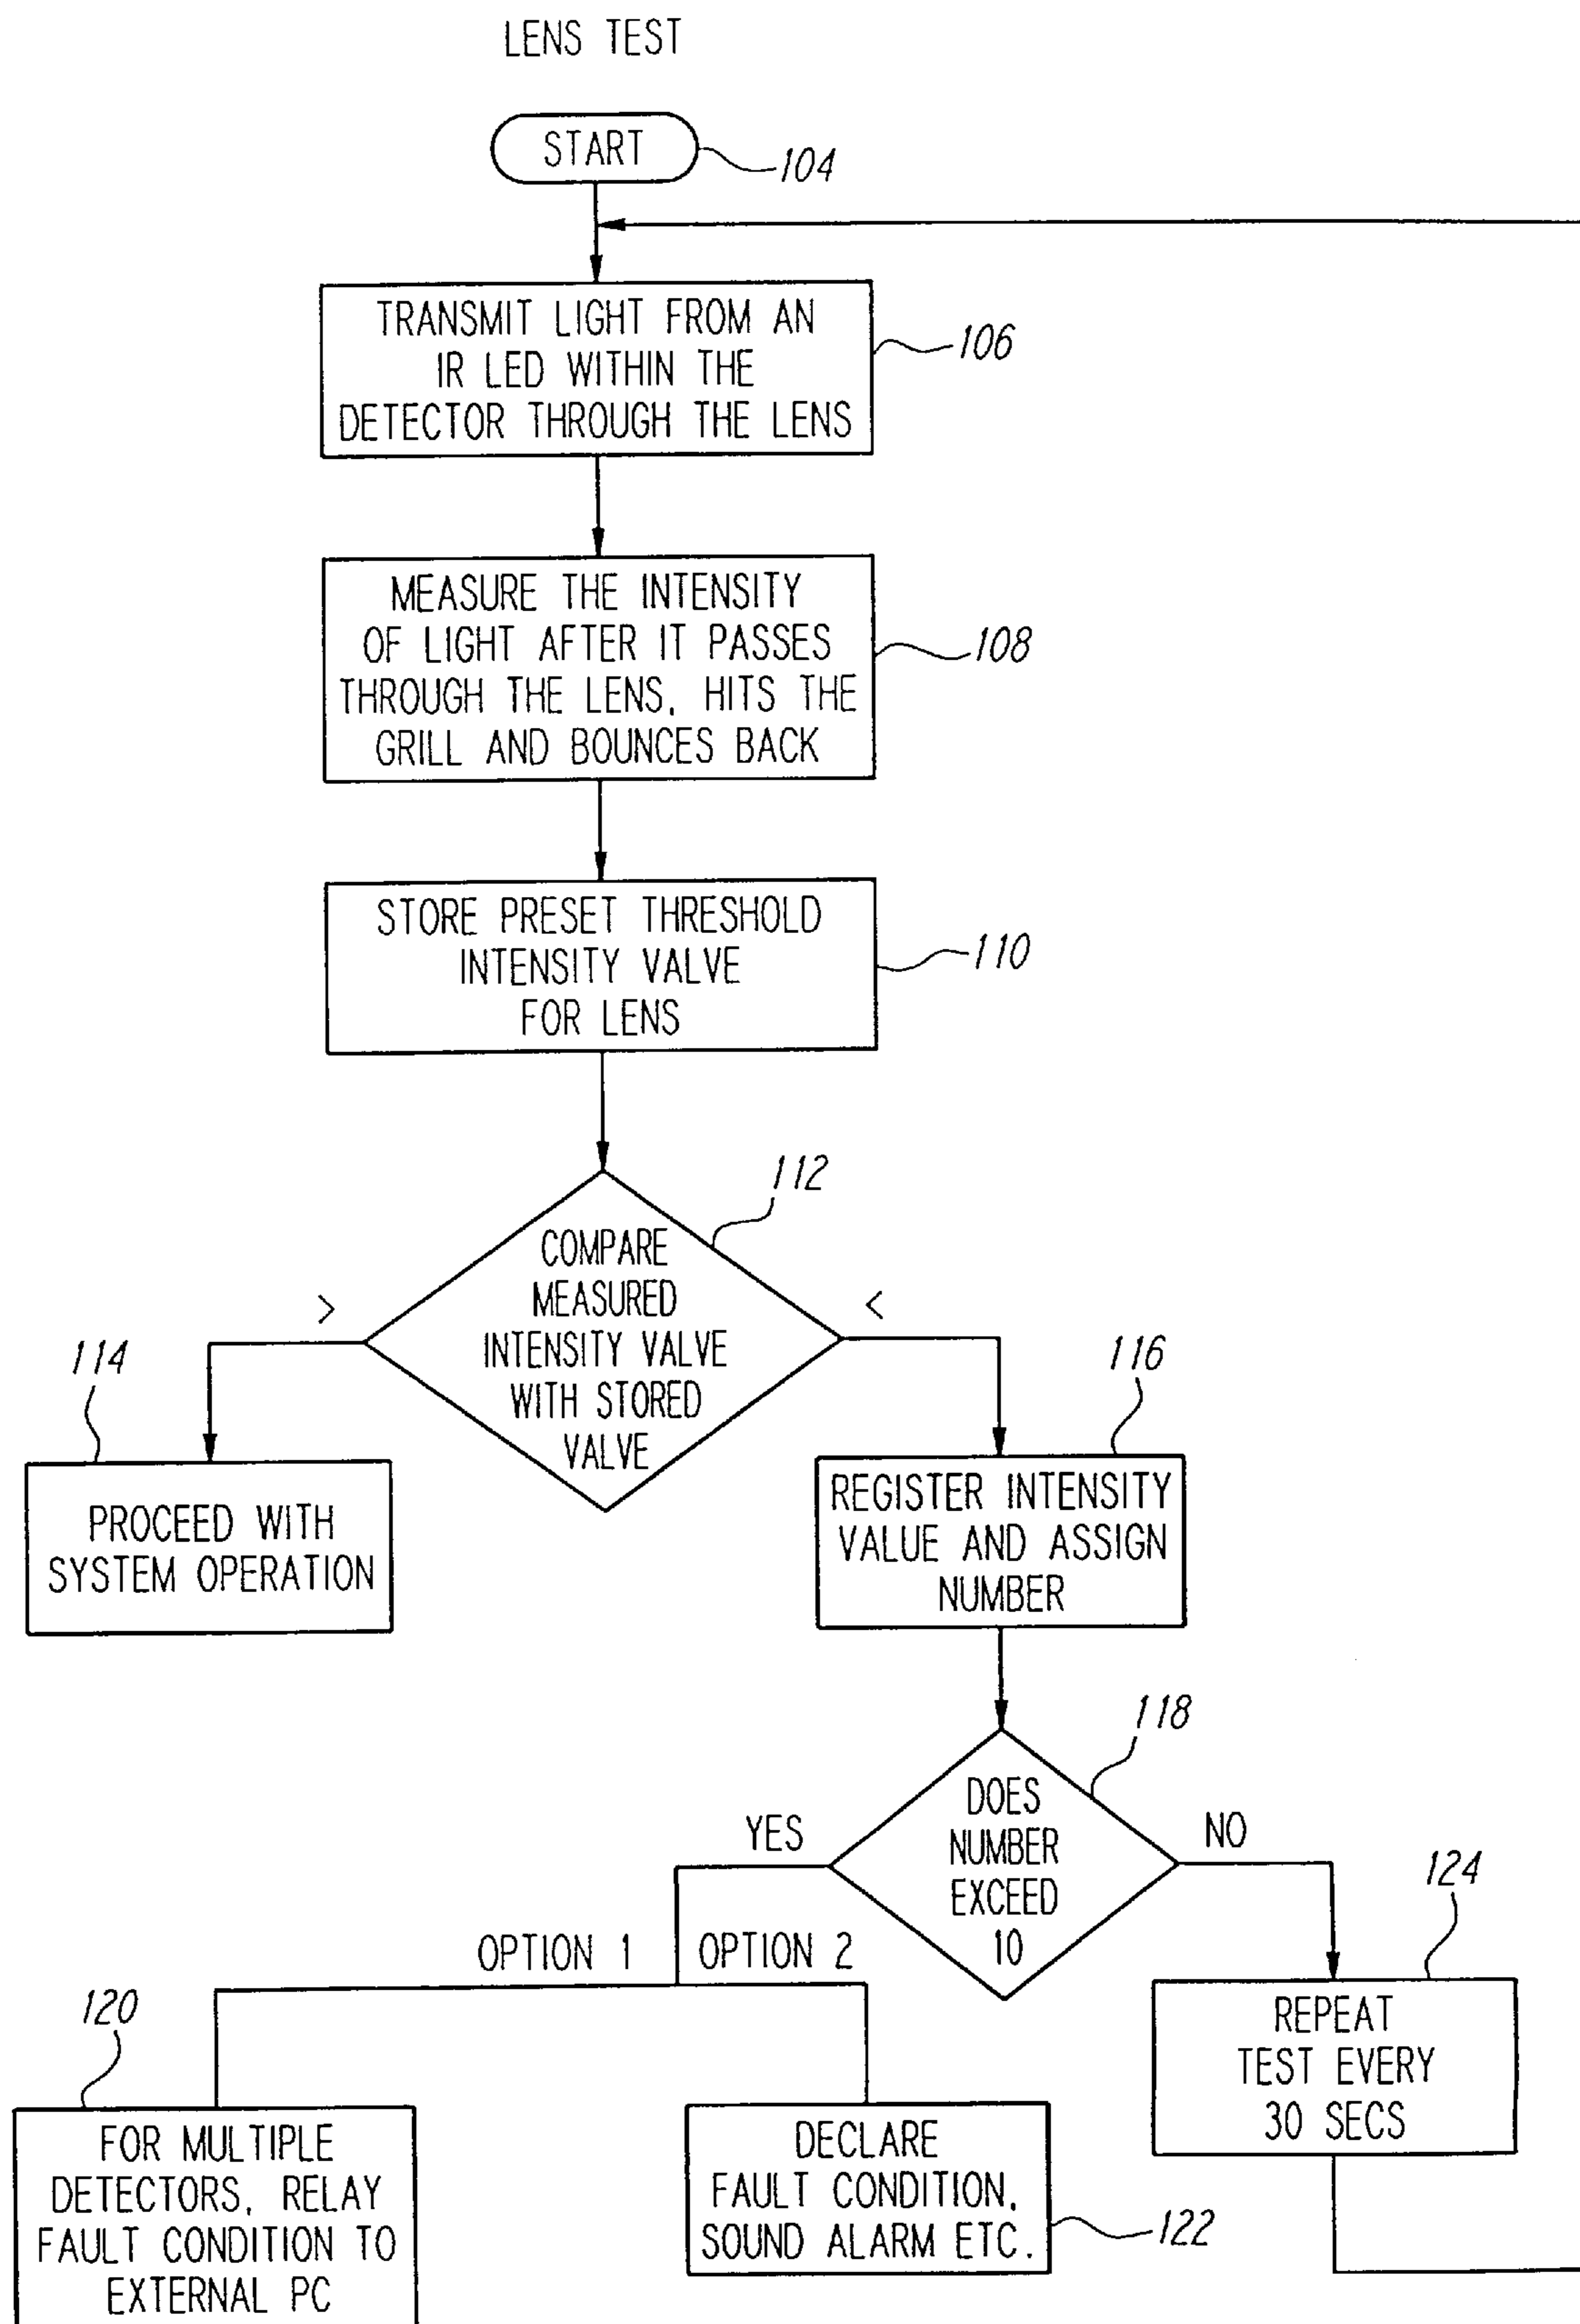 LENS TEST
START
104
TRANSMIT LIGHT FROM AN
IR LED WITHIN THE
DETECTOR THROUGH THE LENS
106
MEASURE THE INTENSITY
OF LIGHT AFTER IT PASSES
THROUGH THE LENS, HITS THE
GRILL AND BOUNCES BACK
108
STORE PRESET THRESHOLD
INTENSITY VALVE
FOR LENS
110
112
COMPARE
MEASURED
INTENSITY VALVE
WITH STORED
VALVE
>
<
114
PROCEED WITH
SYSTEM OPERATION
116
REGISTER INTENSITY
VALUE AND ASSIGN
NUMBER
118
DOES
NUMBER
EXCEED
10
YES
NO
OPTION 1
OPTION 2
124
REPEAT
TEST EVERY
30 SECS
120
FOR MULTIPLE
DETECTORS, RELAY
FAULT CONDITION TO
EXTERNAL PC
DECLARE
FAULT CONDITION,
SOUND ALARM ETC.
122